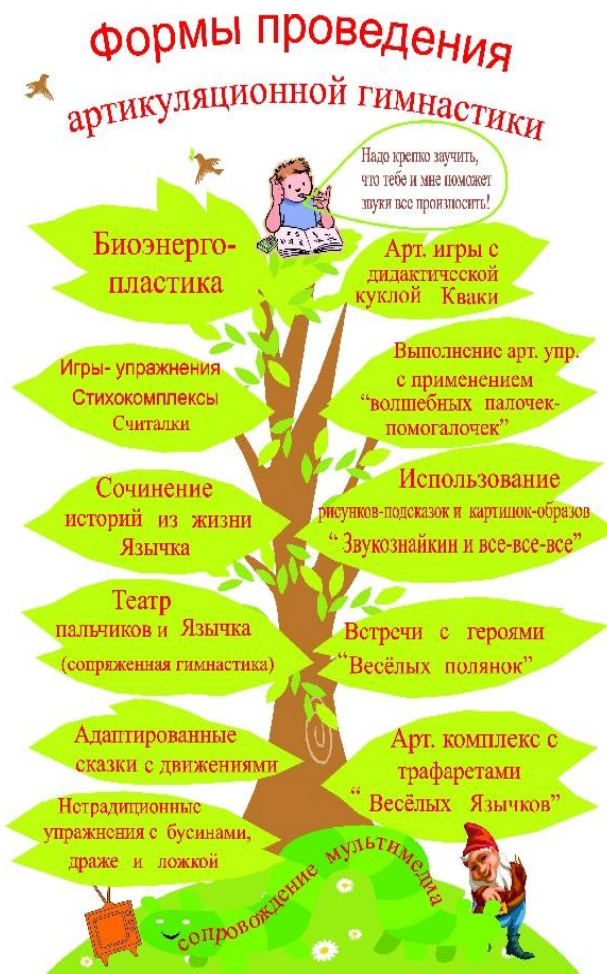 Формы проведения
артикуляционной гимнастики
Надо крепко заучить,
что тебе и мне поможет
звуки все произносить!
Биоэнерго-
пластика
Арт. игры с
дидактической
куклой Кваки
Игры- упражнения
Стихокомплексы
Считалки
Выполнение арт. упр.
с применением
“волшебных палочек-
помогалочек”
Сочинение
историй из жизни
Язычка
Использование
рисунков-подсказок и картинок-образов
“ Звукознайкин и все-все-все”
Театр
пальчиков и Язычка
(сопряженная гимнастика)
Встречи с героями
“Весёлых полянок”
Адаптированные
сказки с движениями
Арт. комплекс с
трафаретами
“ Весёлых Язычков”
Нетрадиционные
упражнения с бусинами,
драже и ложкой
сопровождение мультимедиа